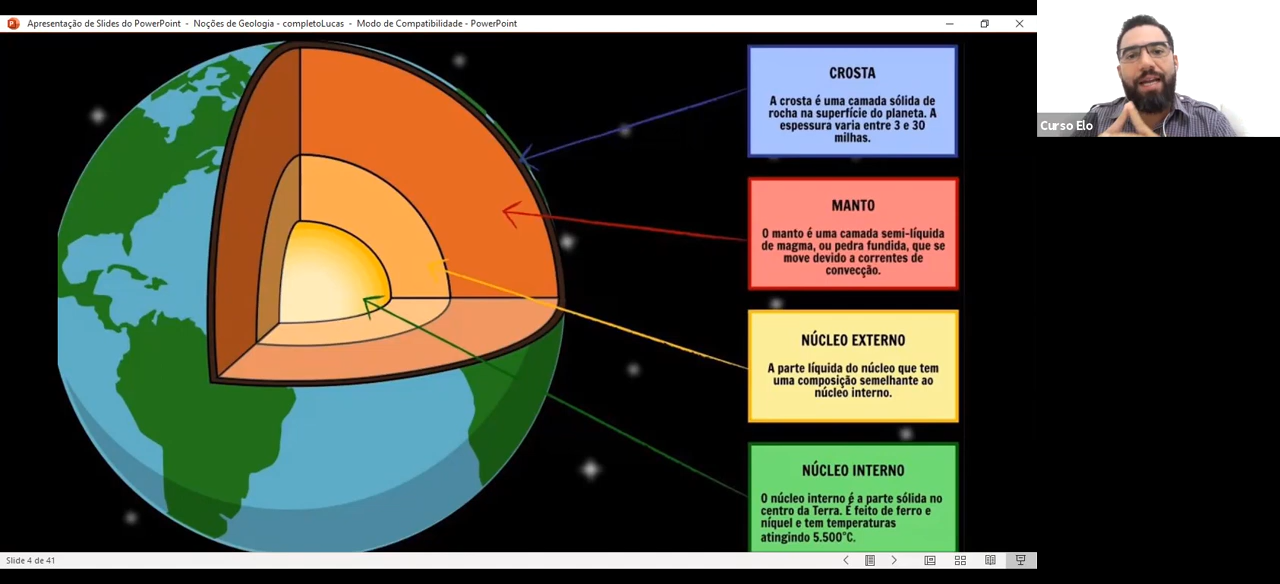 Apresentação de Slides do PowerPoint - Noções de Geologia - completoLucas - Modo de Compatibilidade - PowerPoint
CROSTA
A crosta é uma camada sólida de
rocha na superfície do planeta. A
espessura varia entre 3 e 30
milhas.
Curso Elo
MANTO
O manto é uma camada semi-líquida
de magma, ou pedra fundida, que se
move devido a correntes de
convecção.
NÚCLEO EXTERNO
A parte líquida do núcleo que tem
uma composição semelhante ao
núcleo interno.
NÚCLEO INTERNO
O núcleo interno é a parte sólida no
centro da Terra. É feito de ferro e
níquel e tem temperaturas
atingindo 5.500°C.
Slide 4 de 41